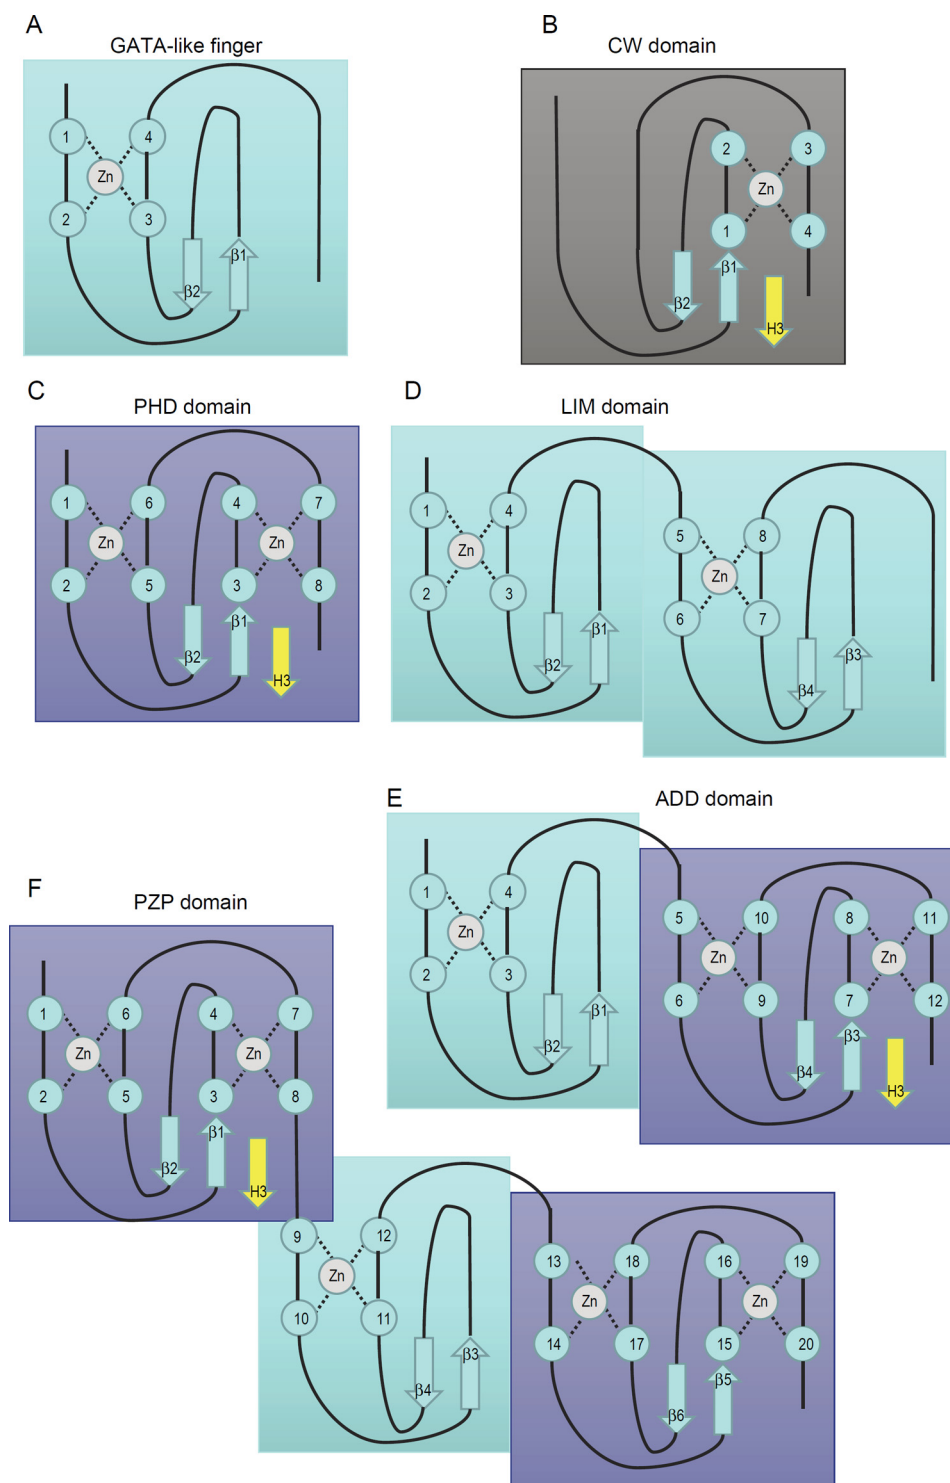 A
GATA-like finger
1
4
Zn
2
3
β1
β2
B
CW domain
2
3
Zn
1
4
β1
β2
H3
C
PHD domain
1
6
4
7
Zn
Zn
2
5
3
8
β1
β2
H3
D
LIM domain
1
4
Zn
2
3
β1
β2
5
8
Zn
6
7
β3
β4
E
ADD domain
1
4
Zn
2
3
β1
β2
5
10
8
11
Zn
Zn
6
9
7
12
β3
β4
H3
F
PZP domain
1
6
4
7
Zn
Zn
2
5
3
8
β1
β2
H3
9
12
Zn
10
11
β3
β4
13
18
16
19
Zn
Zn
14
17
15
20
β5
β6